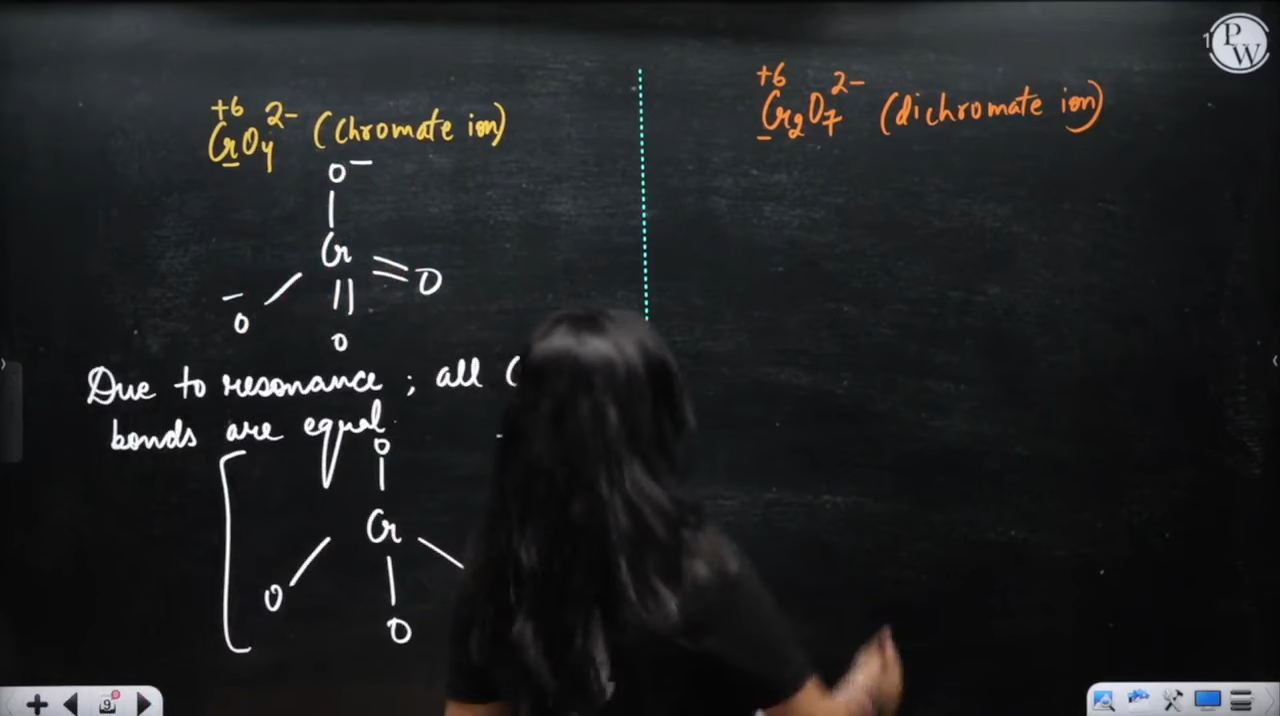 +6
CrO4 2- (Chromate ion)
O-
Cr
O
-
O
O
Due to resonance ; all
bonds are equal.
O
Cr
O
O
+6
Cr2O7 2- (dichromate ion)
PW
9